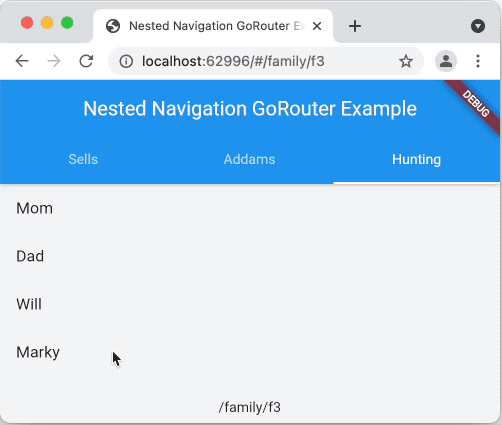 Nested Navigation GoRouter Ex
localhost:62996/#/family/f3
Nested Navigation GoRouter Example
DEBUG
Sells Addams Hunting
Mom
Dad
Will
Marky
/family/f3